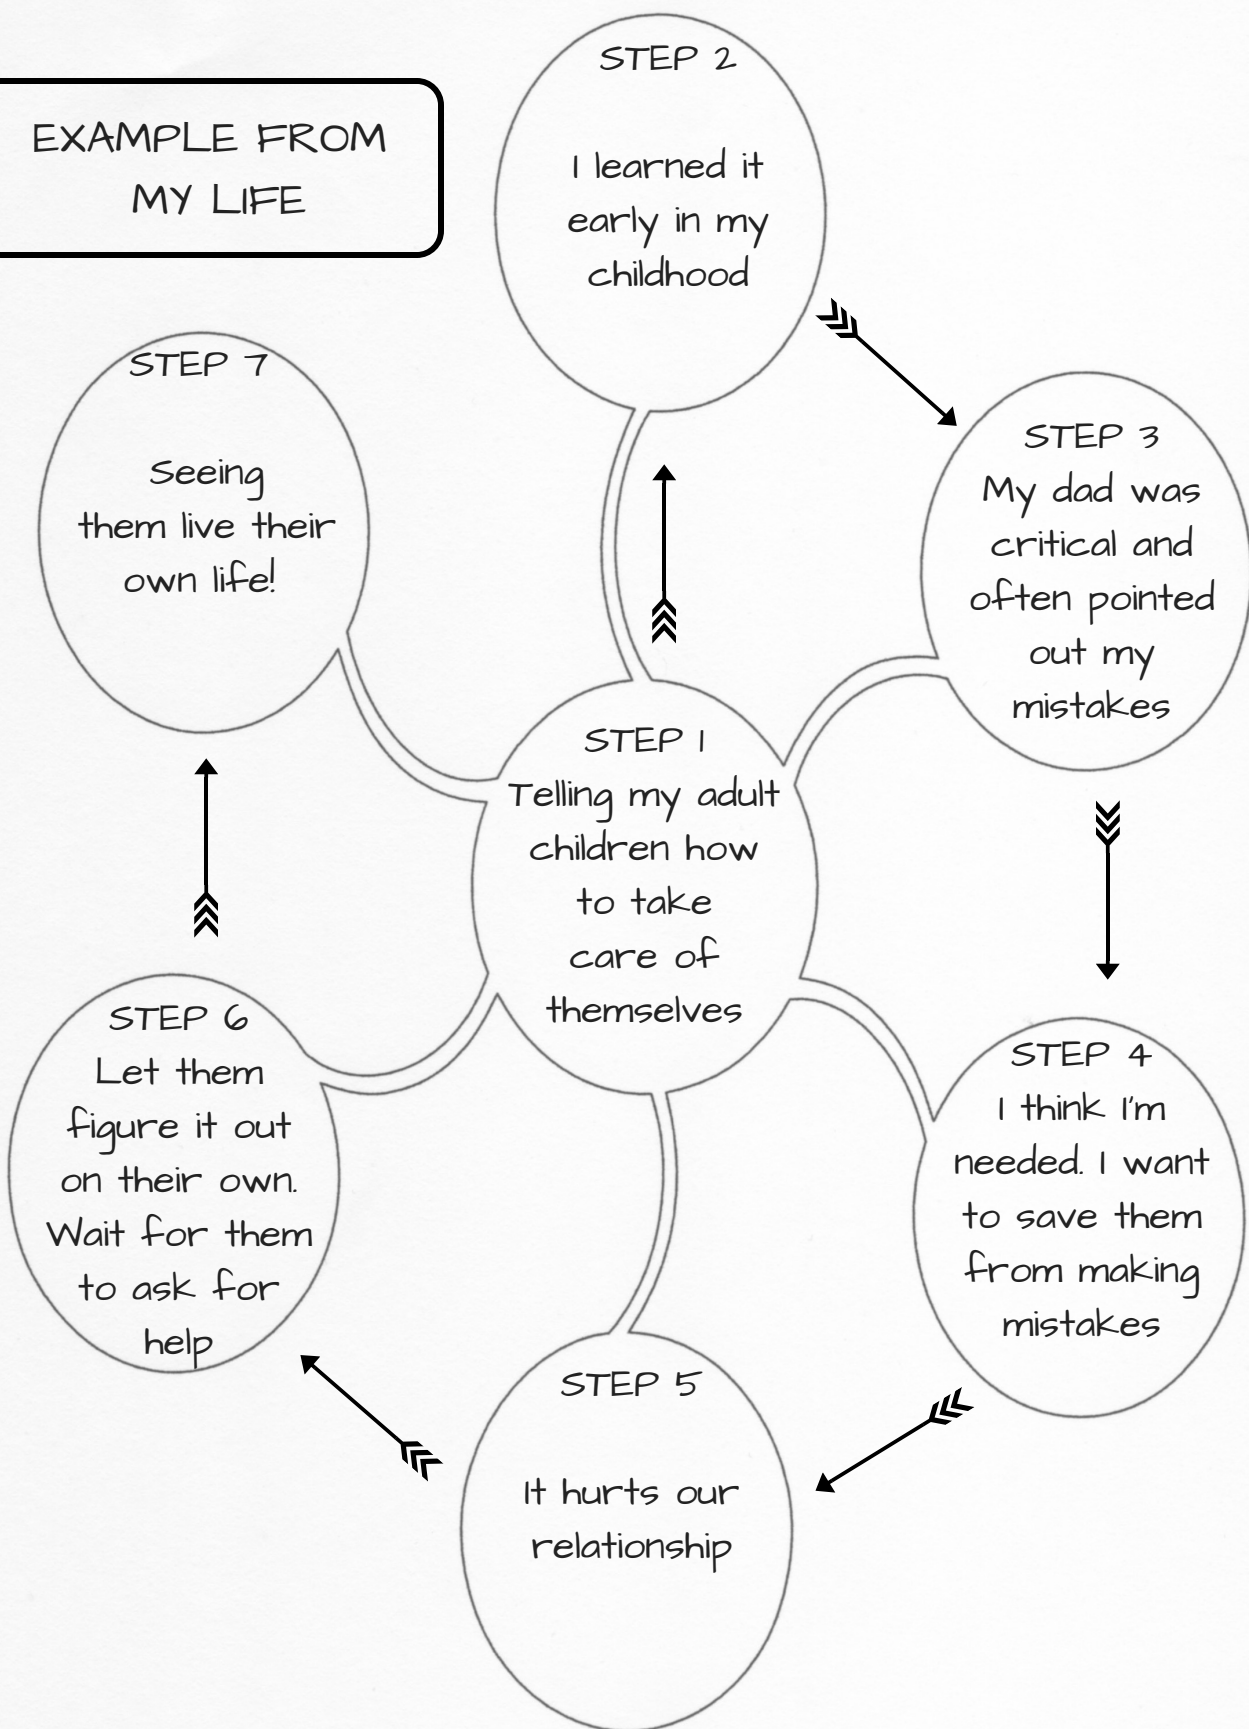 EXAMPLE FROM
MY LIFE
STEP 1
Telling my adult
children how
to take
care of
themselves
STEP 2
I learned it
early in my
childhood
STEP 3
My dad was
critical and
often pointed
out my
mistakes
STEP 4
I think I'm
needed. I want
to save them
from making
mistakes
STEP 5
It hurts our
relationship
STEP 6
Let them
figure it out
on their own.
Wait for them
to ask for
help
STEP 7
Seeing
them live their
own life!